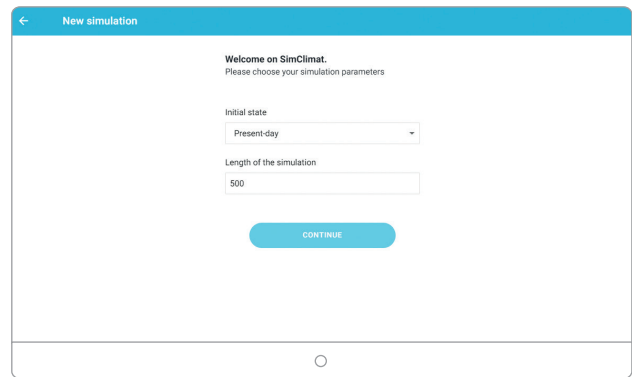 New simulation
Welcome on SimClimat.
Please choose your simulation parameters
Initial state
Present-day
Length of the simulation
500
CONTINUE